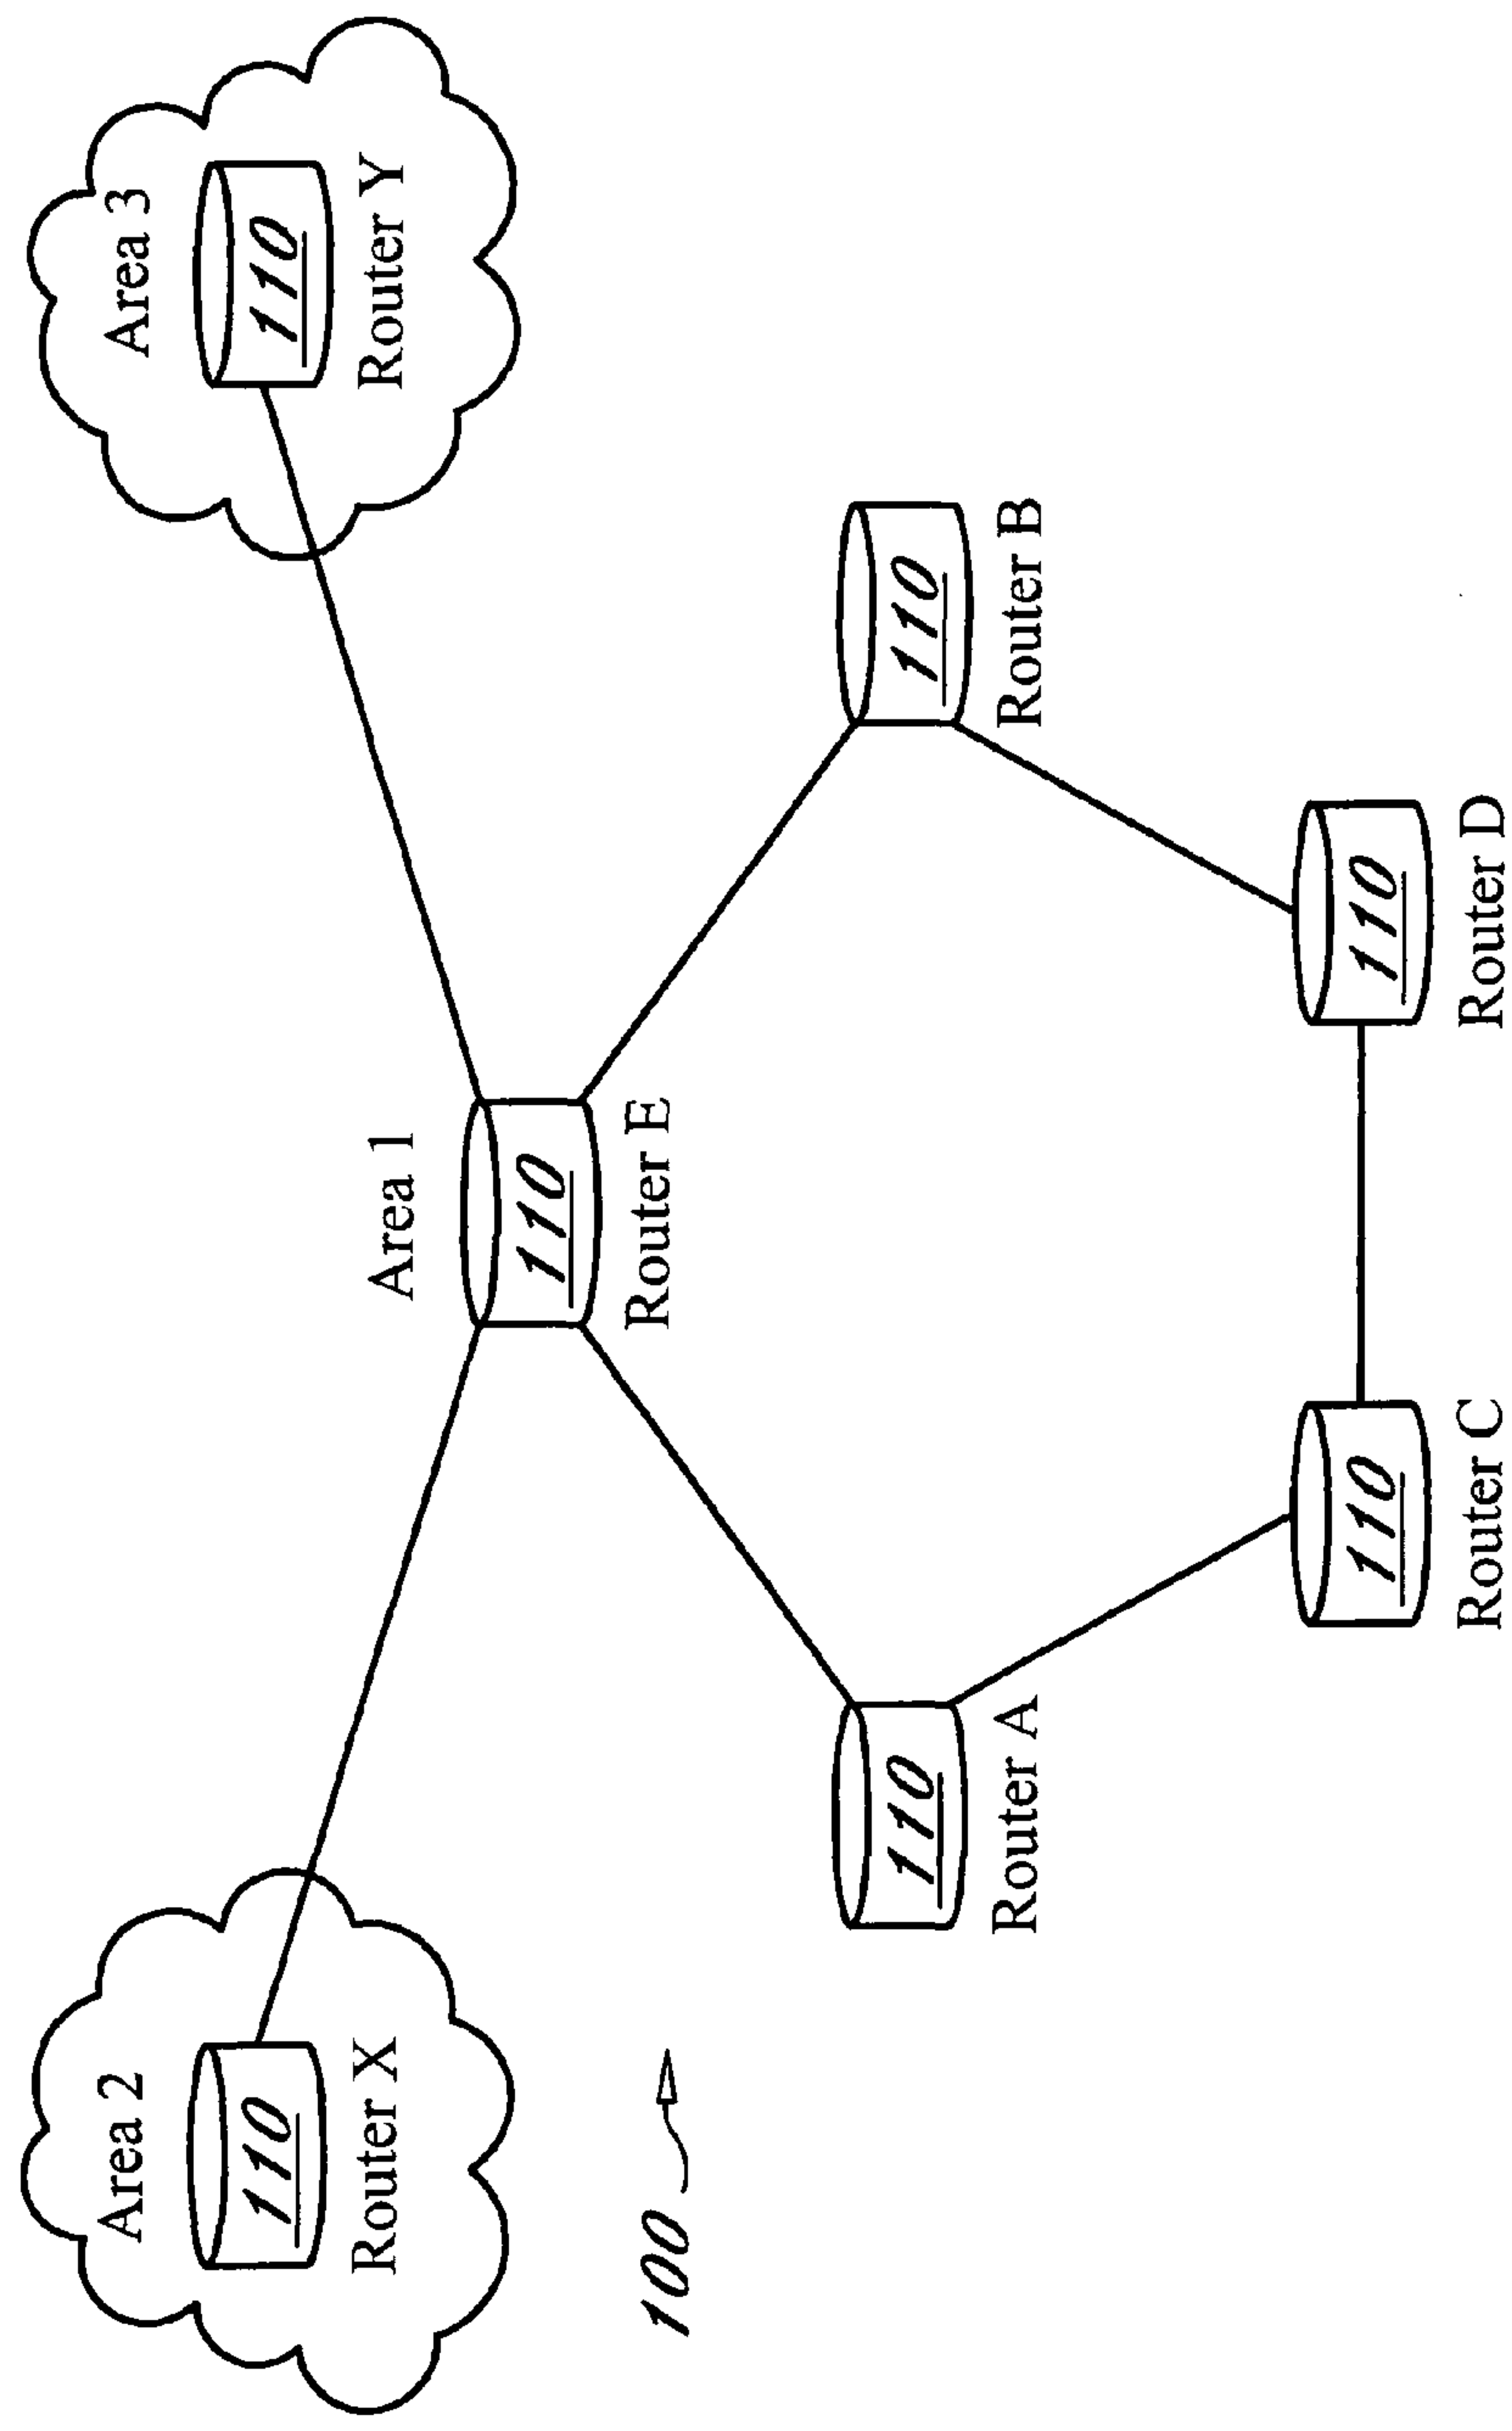 Area 2
110
Router X
Area 3
110
Router Y
Area 1
110
Router E
100
110
Router A
110
Router B
110
Router C
110
Router D